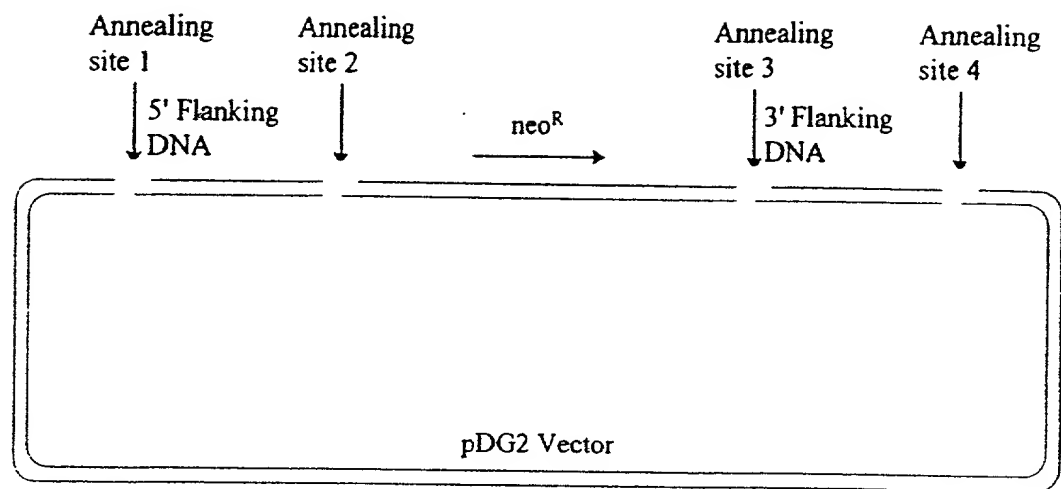 Annealing
site 1
Annealing
site 2
Annealing
site 3
Annealing
site 4
5' Flanking
DNA
neoR
3' Flanking
DNA
pDG2 Vector